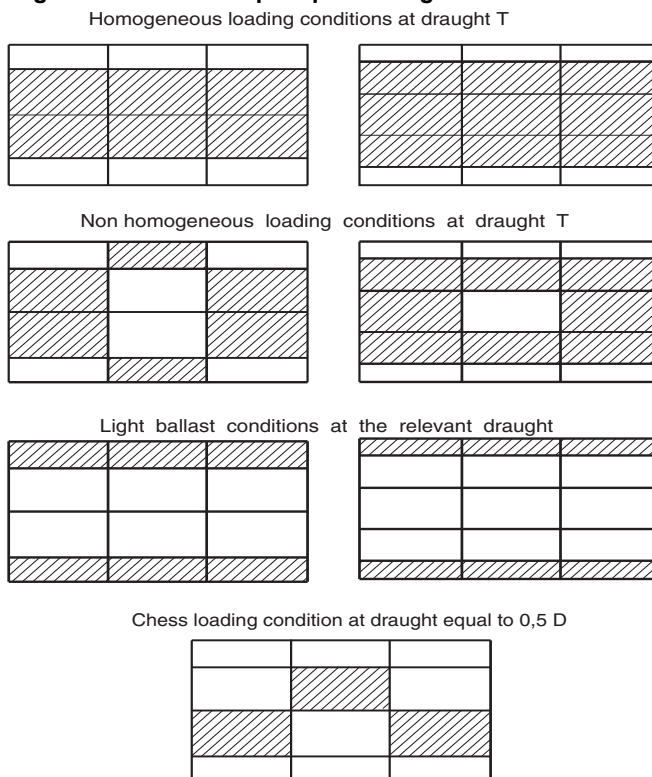 Homogeneous loading conditions at draught T
Non homogeneous loading conditions at draught T
Light ballast conditions at the relevant draught
Chess loading condition at draught equal to 0,5 D